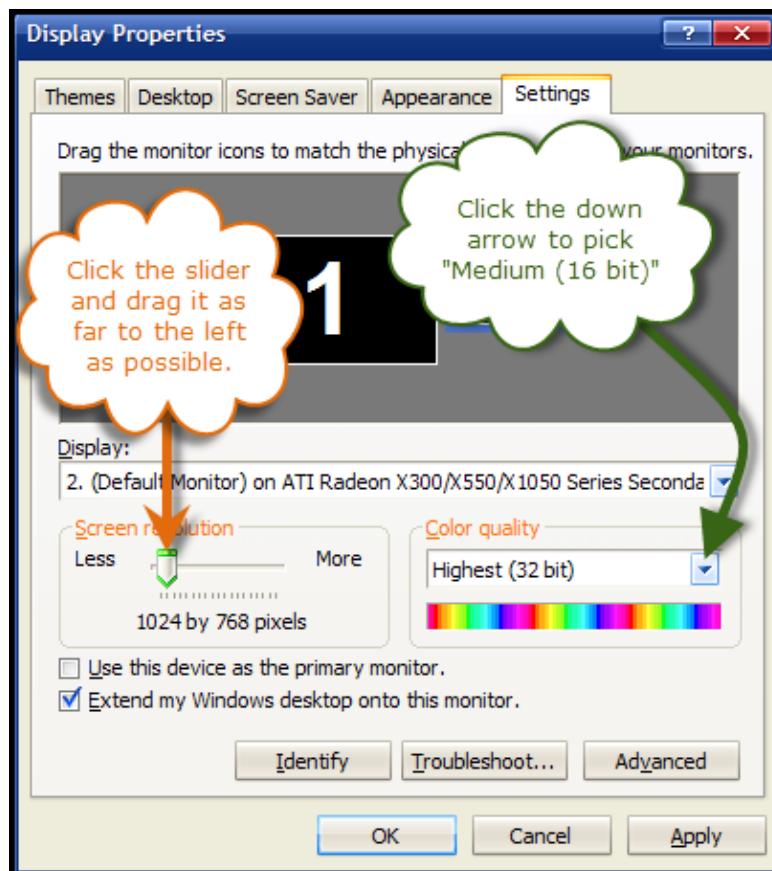 Display Properties
?
Themes Desktop Screen Saver Appearance Settings
Drag the monitor icons to match the physical your monitors.
Click the down
arrow to pick
"Medium (16 bit)"
Click the slider
and drag it as
far to the left
as possible.
1
Display:
2. (Default Monitor) on ATI Radeon X300/X550/X1050 Series Seconda
Screen resolution
Less More
1024 by 768 pixels
Color quality
Highest (32 bit)
Use this device as the primary monitor.
Extend my Windows desktop onto this monitor.
Identify Troubleshoot... Advanced
OK Cancel Apply